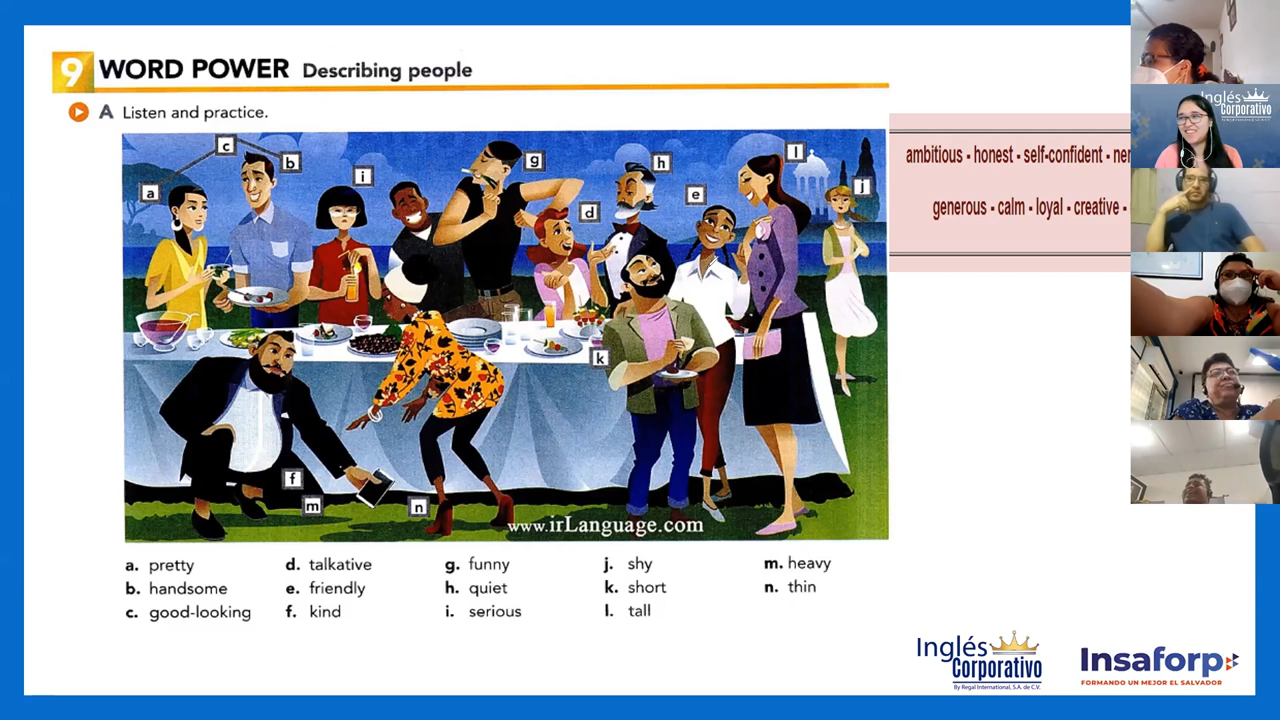 9 WORD POWER Describing people
A Listen and practice.
c
b
a
i
g
h
l
e
j
d
k
f
m
n
www.irLanguage.com
a. pretty
b. handsome
c. good-looking
d. talkative
e. friendly
f. kind
g. funny
h. quiet
i. serious
j. shy
k. short
l. tall
m. heavy
n. thin
ambitious - honest - self-confident -
generous - calm - loyal - creative -
Inglés
Corporativo
Inglés
Corporativo
By Regal International, S.A. de C.V.
Insaforp
FORMANDO UN MEJOR EL SALVADOR